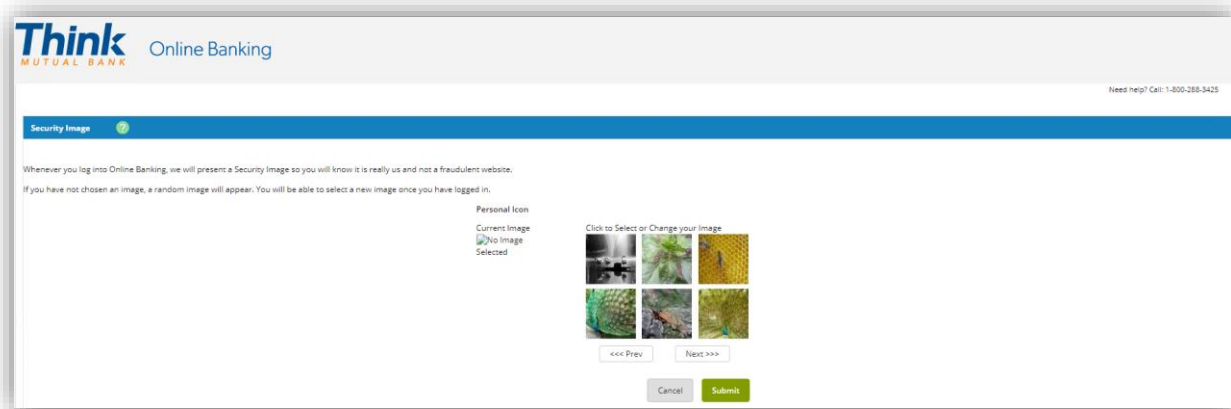 Think
MUTUAL BANK
Online Banking
Need help? Call: 1-800-288-3425
Security Image ?
Whenever you log into Online Banking, we will present a Security Image so you will know it is really us and not a fraudulent website.
If you have not chosen an image, a random image will appear. You will be able to select a new image once you have logged in.
Personal Icon
Current Image
Click to Select or Change your Image
No Image
Selected
<<< Prev
Next >>>
Cancel
Submit